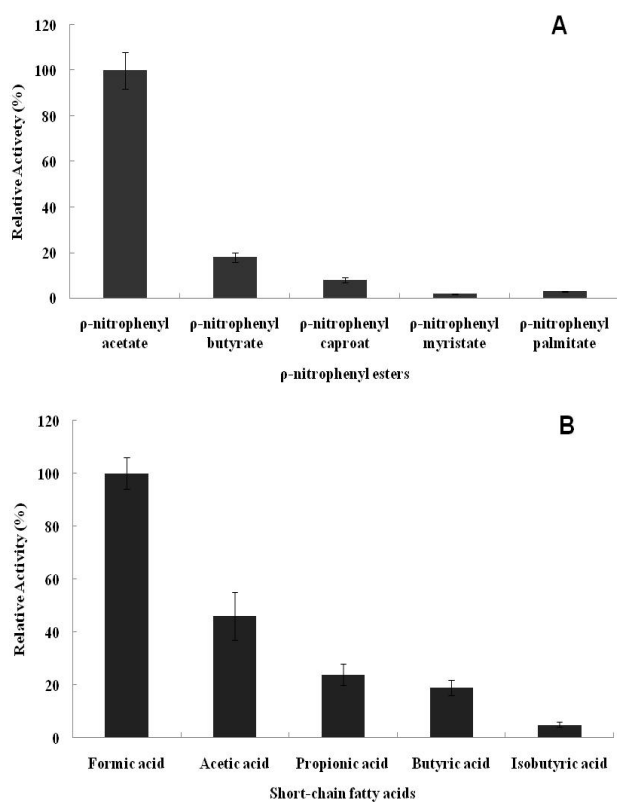 A
120
100
80
60
40
20
0
Relative Activety (%)
ρ-nitrophenyl acetate
ρ-nitrophenyl butyrate
ρ-nitrophenyl caproat
ρ-nitrophenyl myristate
ρ-nitrophenyl palmitate
ρ-nitrophenyl esters
B
120
100
80
60
40
20
0
Relative Activity (%)
Formic acid
Acetic acid
Propionic acid
Butyric acid
Isobutyric acid
Short-chain fatty acids